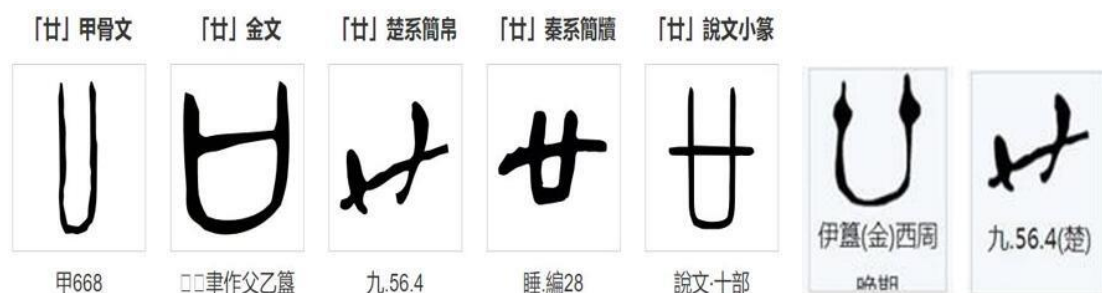 「廿」甲骨文
「廿」金文
「廿」楚系簡帛
「廿」秦系簡牘
「廿」說文小篆
甲668
□□聿作父乙簋
九.56.4
睡.編28
說文·十部
伊簋(金)西周
晚期
九.56.4(楚)